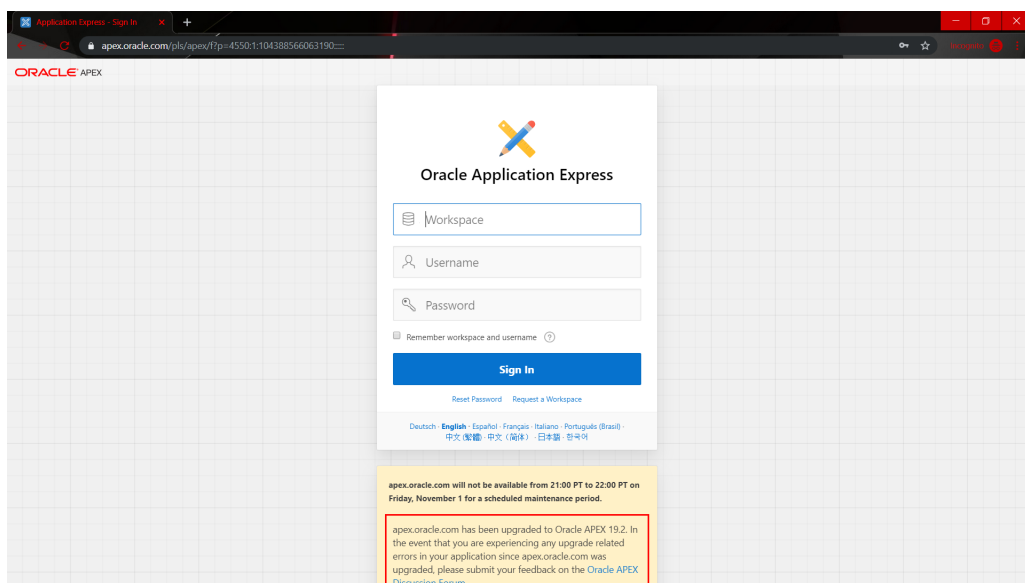 Application Express - Sign In
apex.oracle.com/pls/apex/f?p=4550:1:104388566063190:::::
Incognito
ORACLE APEX
Oracle Application Express
Workspace
Username
Password
Remember workspace and username ?
Sign In
Reset Password Request a Workspace
Deutsch · English · Español · Français · Italiano · Português (Brasil) ·
中文 (繁體) · 中文（简体） · 日本語 · 한국어
apex.oracle.com will not be available from 21:00 PT to 22:00 PT on
Friday, November 1 for a scheduled maintenance period.
apex.oracle.com has been upgraded to Oracle APEX 19.2. In
the event that you are experiencing any upgrade related
errors in your application since apex.oracle.com was
upgraded, please submit your feedback on the Oracle APEX
Discussion Forum